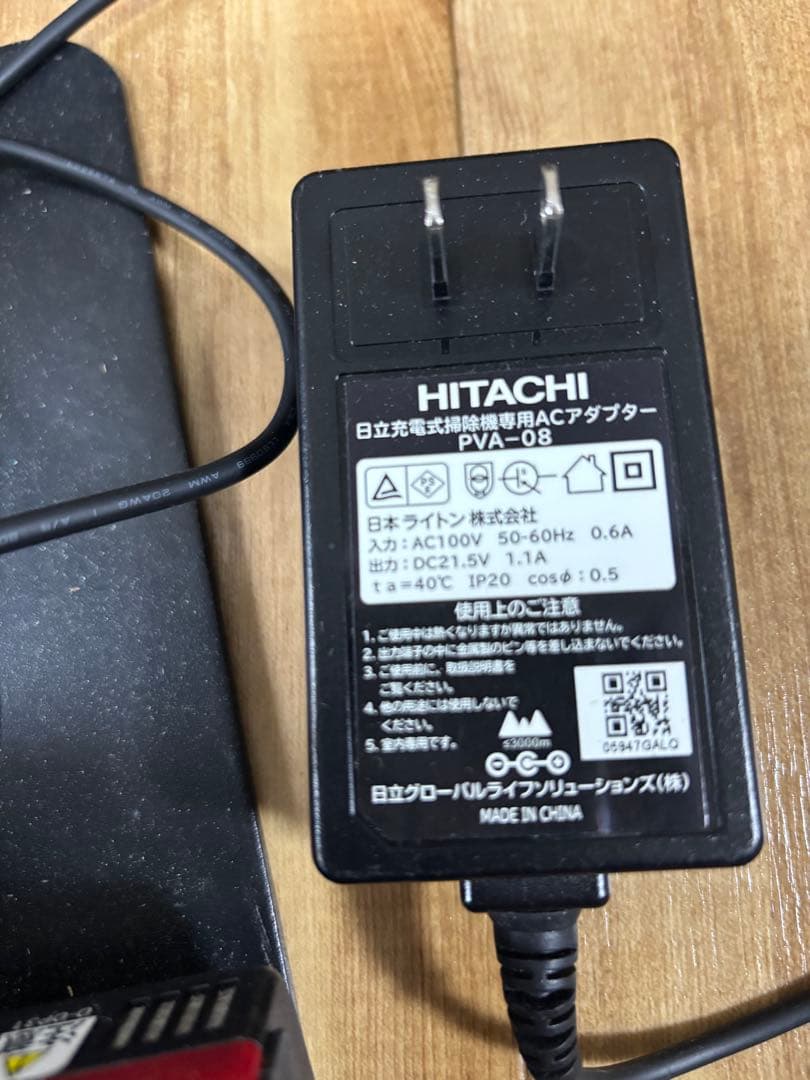 HITACHI
日立充電式掃除機専用ACアダプター
PVA-08
PS
E
日本ライトン株式会社
入力:AC100V 50-60Hz 0.6A
出力:DC21.5V 1.1A
ta=40℃ IP20 cosφ:0.5
使用上のご注意
1. ご使用中は熱くなりますが異常ではありません。
2. 出力端子の中に金属製のピン等を差し込まないでください。
3. ご使用前に、取扱説明書を
ご覧ください。
4. 他の用途には使用しないで
ください。
5. 室内専用です。
≤3000m
05947GALQ
日立グローバルライフソリューションズ(株)
MADE IN CHINA
AWM 20AWG